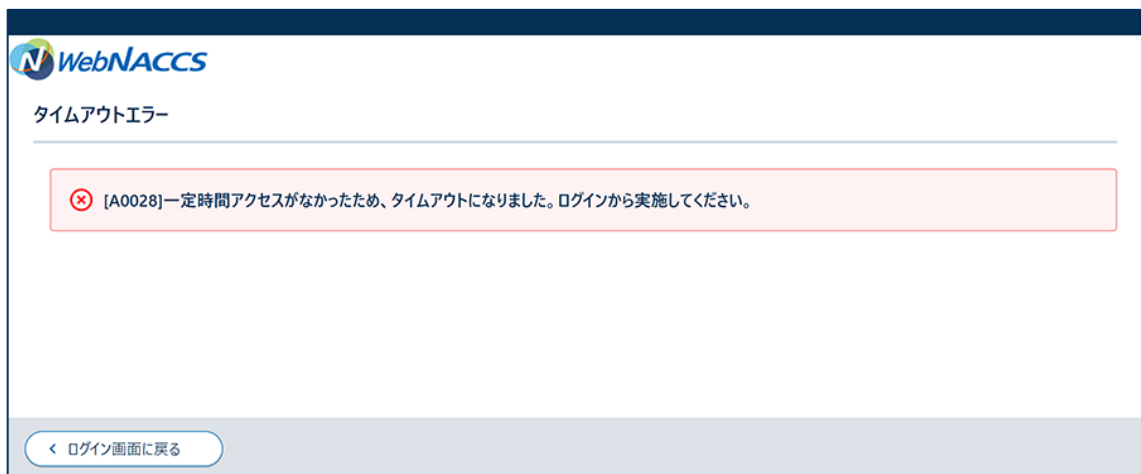 WebNACCS
タイムアウトエラー
[A0028]一定時間アクセスがなかったため、タイムアウトになりました。ログインから実施してください。
ログイン画面に戻る